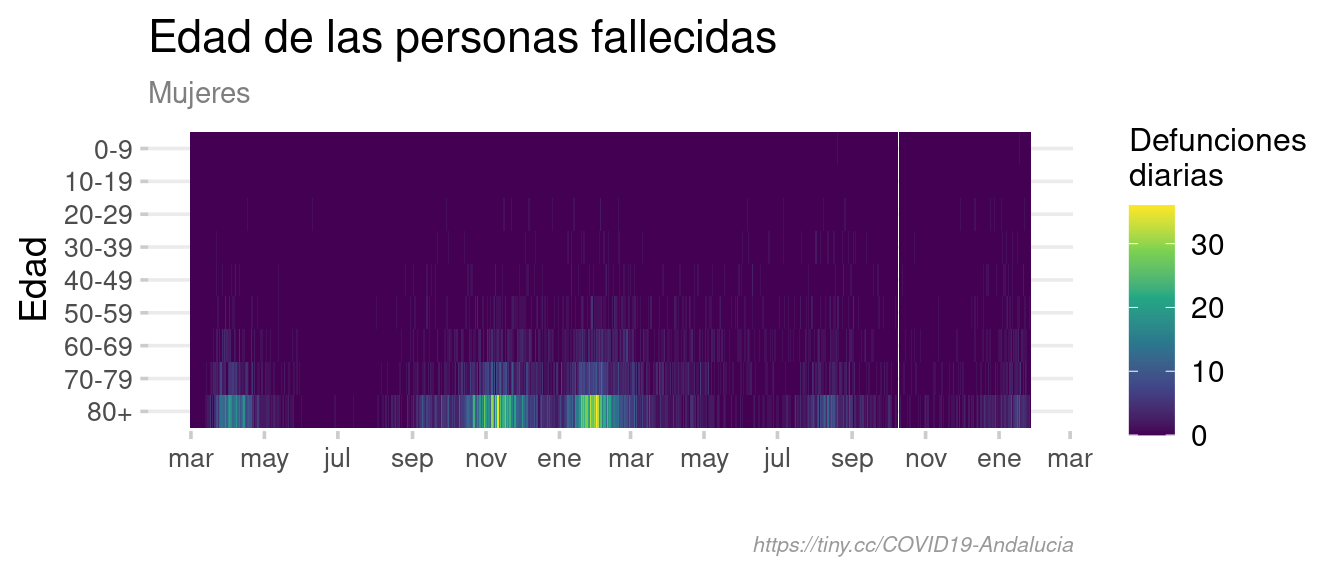 Edad de las personas fallecidas
Mujeres
Defunciones
diarias
30
20
10
0
Edad
0-9
10-19
20-29
30-39
40-49
50-59
60-69
70-79
80+
mar may jul sep nov ene mar may jul sep nov ene mar
https://tiny.cc/COVID19-Andalucia